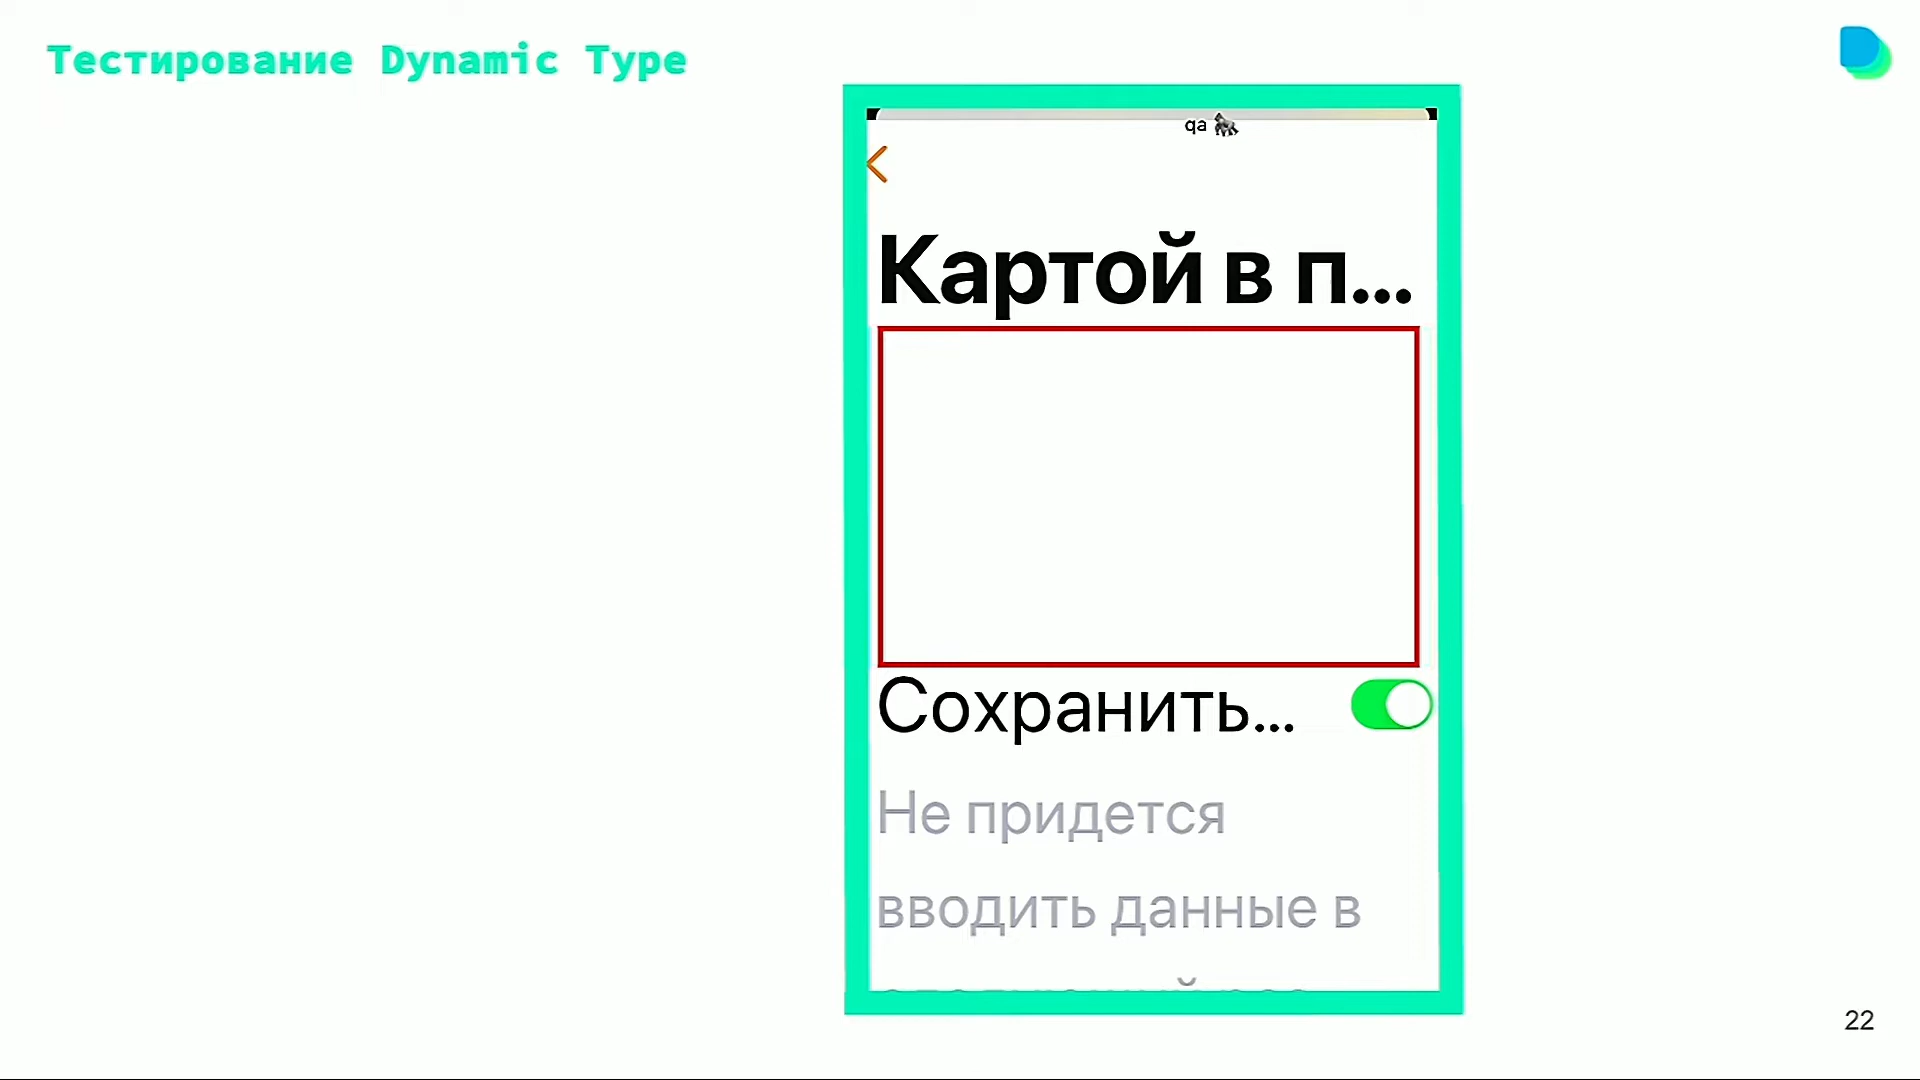 Тестирование Dynamic Type
qa
Картой в п...
Сохранить...
Не придется
вводить данные в
22